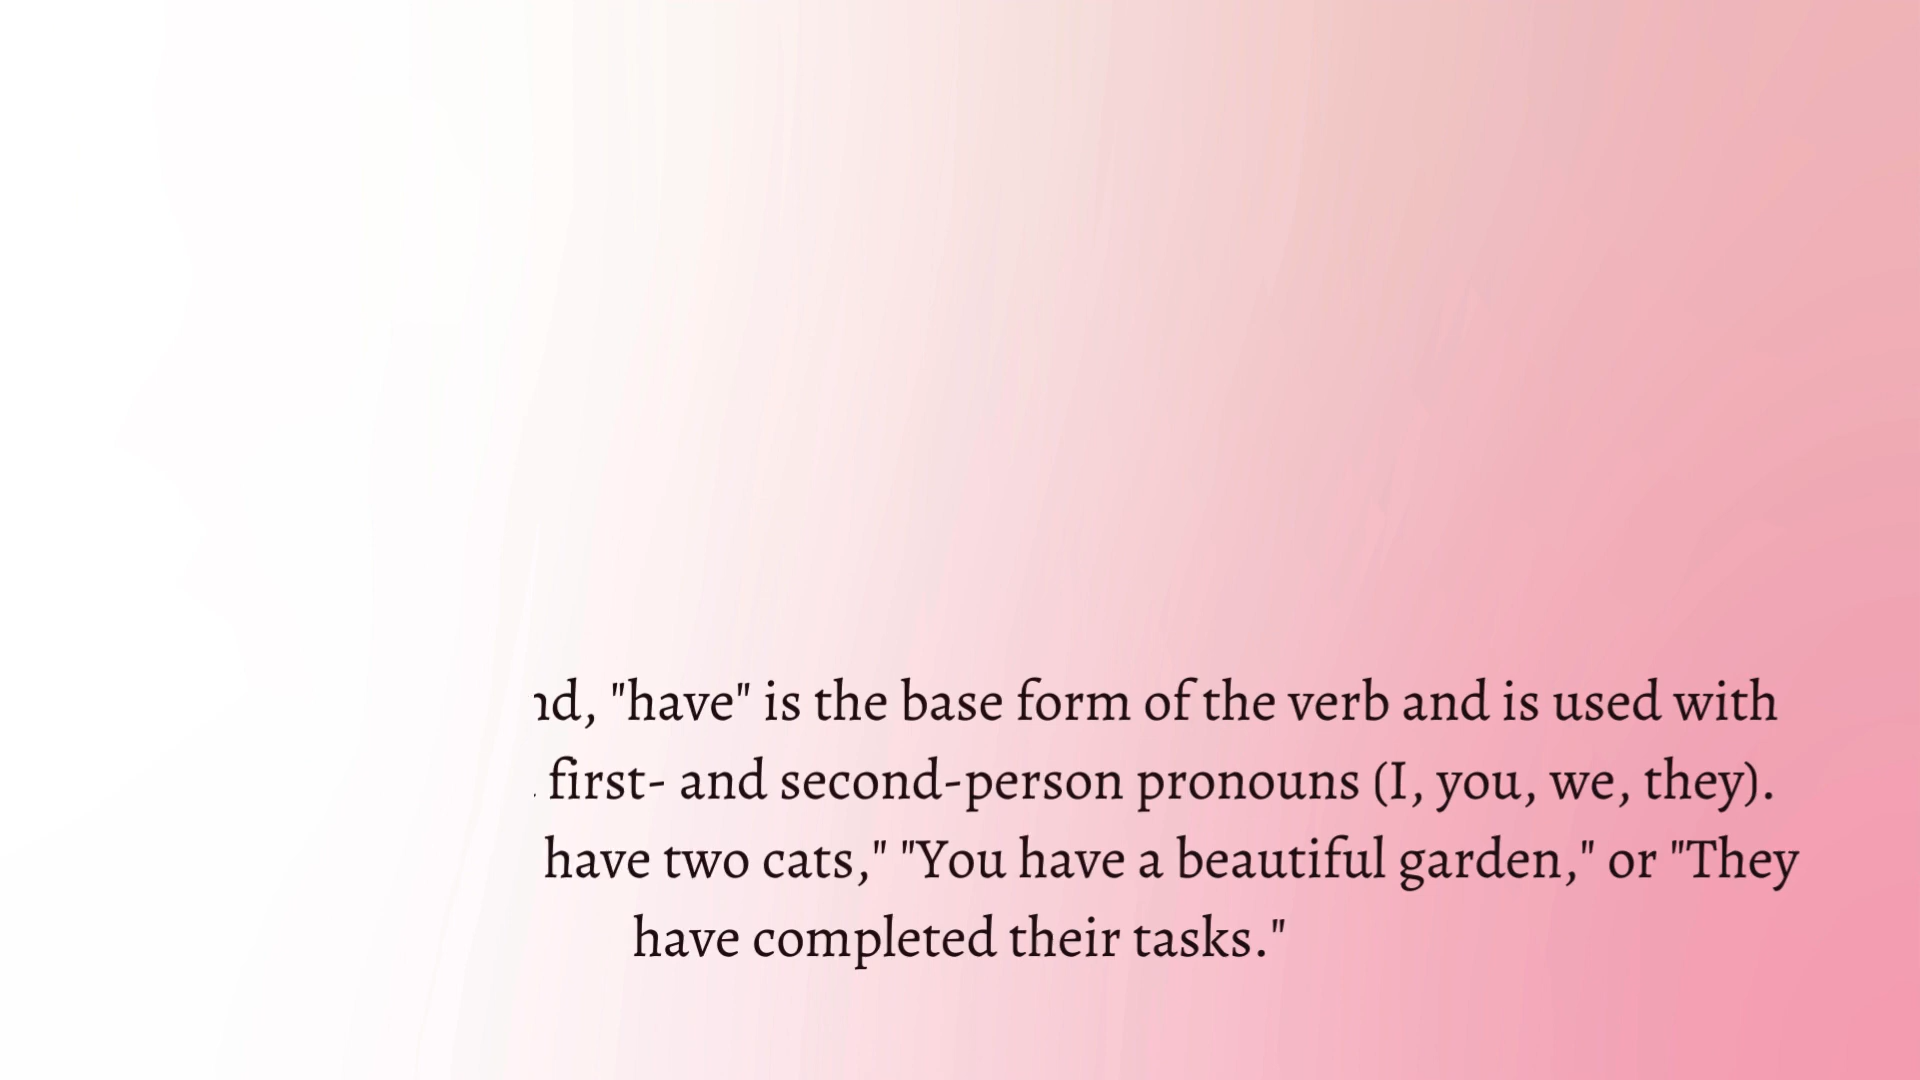 "have" is the base form of the verb and is used with
first- and second-person pronouns (I, you, we, they).
have two cats," "You have a beautiful garden," or "They
have completed their tasks."